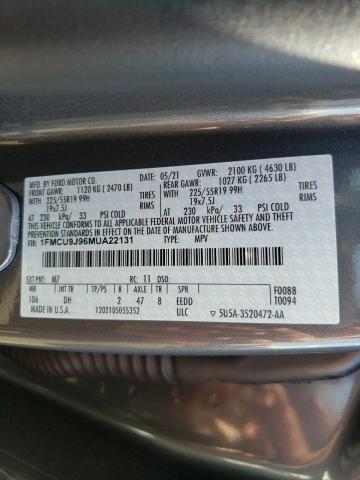 MFD. BY FORD MOTOR CO.
DATE: 05/21 GVWR: 2100 KG ( 4630 LB)
FRONT GAWR: 1120 KG ( 2470 LB) REAR GAWR: 1027 KG ( 2265 LB)
WITH 225/55R19 99H WITH 225/55R19 99H
19x7.5J 19x7.5J
AT 230 kPa/ 33 PSI COLD AT 230 kPa/ 33 PSI COLD
THIS VEHICLE CONFORMS TO ALL APPLICABLE FEDERAL MOTOR VEHICLE SAFETY, BUMPER, AND
THEFT PREVENTION STANDARDS IN EFFECT ON THE DATE OF MANUFACTURE SHOWN ABOVE.
VIN: 1FMCU9J96MUA22131 TYPE: MPV
EXT PNT: M7 RC: 11 DSO:
WB INT TR TP/PS R AXLE TR SPR F0088
106 DH 2 47 8 EEDD T0094
MADE IN U.S.A. 1202105055352 ULC 5U5A-3520472-AA